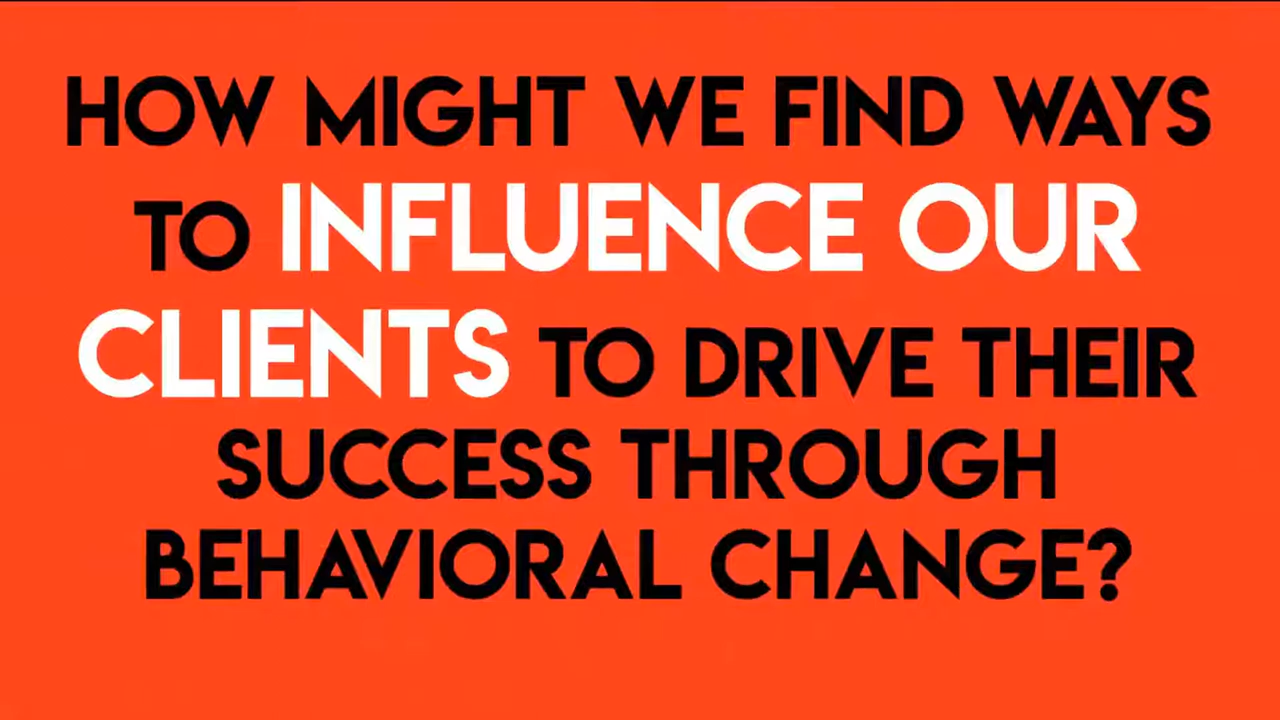 HOW MIGHT WE FIND WAYS
TO INFLUENCE OUR
CLIENTS TO DRIVE THEIR
SUCCESS THROUGH
BEHAVIORAL CHANGE?